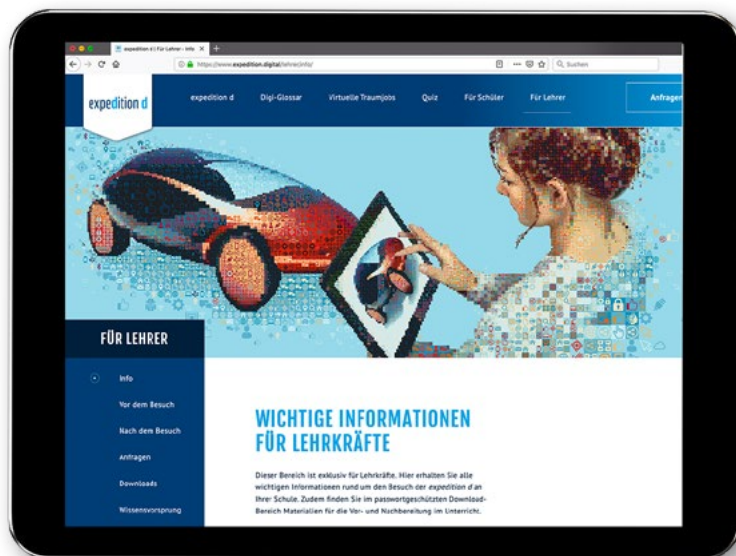 expedition d | Für Lehrer - Info
https://www.expedition.digital/lehrer/info/
Suchen
expedition d
expedition d
Digi-Glossar
Virtuelle Traumjobs
Quiz
Für Schüler
Für Lehrer
Anfragen
FÜR LEHRER
Info
Vor dem Besuch
Nach dem Besuch
Anfragen
Downloads
Wissensvorsprung
WICHTIGE INFORMATIONEN
FÜR LEHRKRÄFTE
Dieser Bereich ist exklusiv für Lehrkräfte. Hier erhalten Sie alle
wichtigen Informationen rund um den Besuch der expedition d an
Ihrer Schule. Zudem finden Sie im passwortgeschützten Download-
Bereich Materialien für die Vor- und Nachbereitung im Unterricht.